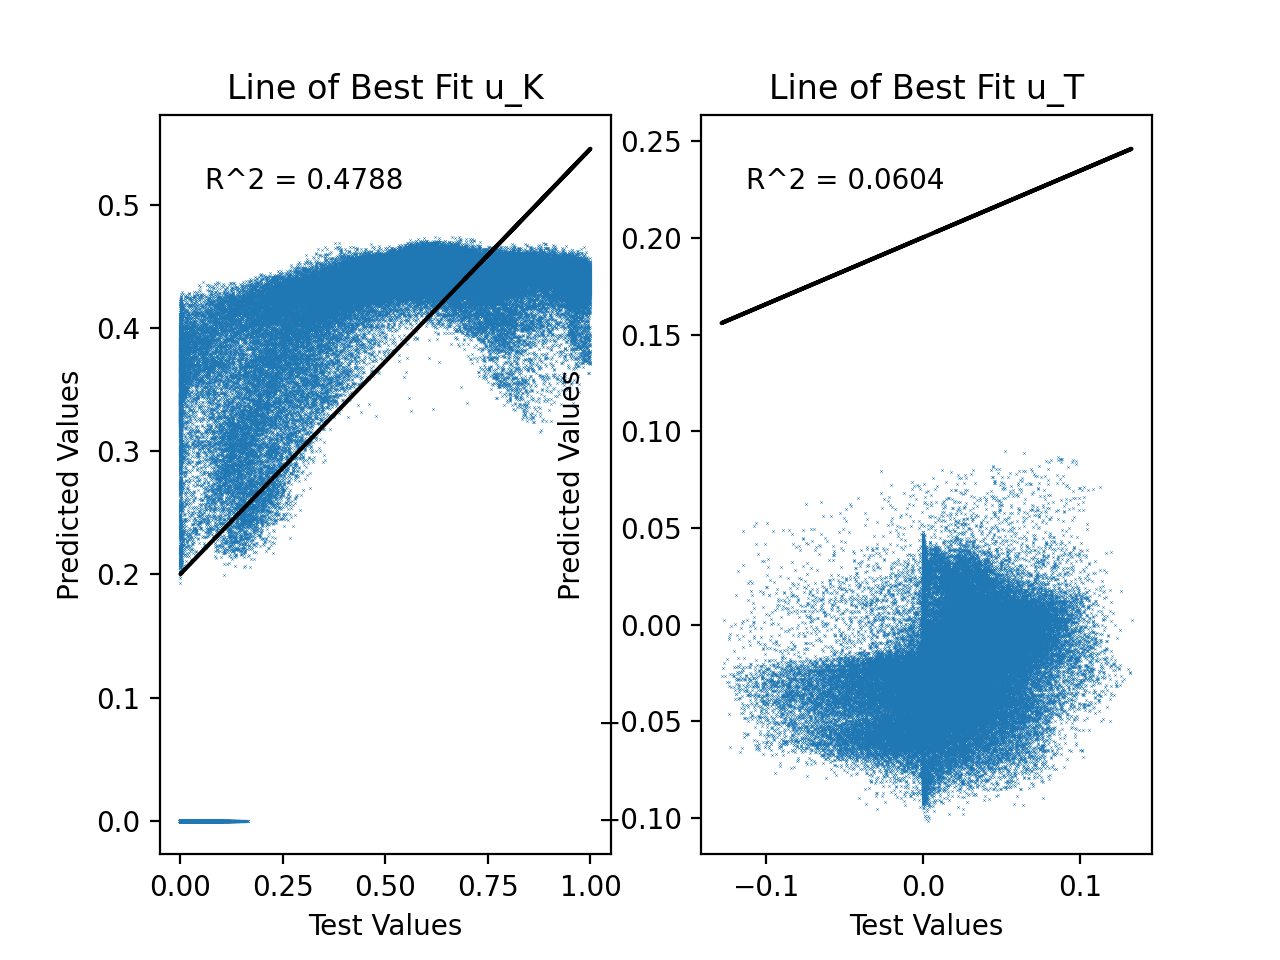 Line of Best Fit u_K
R^2 = 0.4788
Predicted Values
0.5
0.4
0.3
0.2
0.1
0.0
0.00 0.25 0.50 0.75 1.00
Test Values
Line of Best Fit u_T
R^2 = 0.0604
Predicted Values
0.25
0.20
0.15
0.10
0.05
0.00
−0.05
−0.10
−0.1 0.0 0.1
Test Values